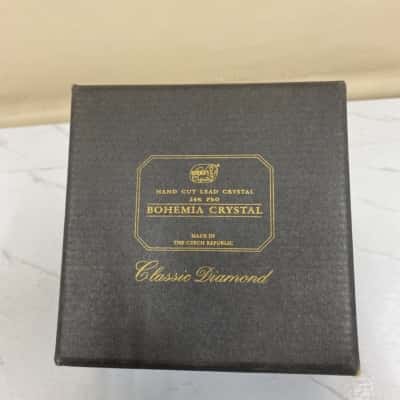 HAND CUT LEAD CRYSTAL
24% PbO
BOHEMIA CRYSTAL
MADE IN
THE CZECH REPUBLIC
Classic Diamond